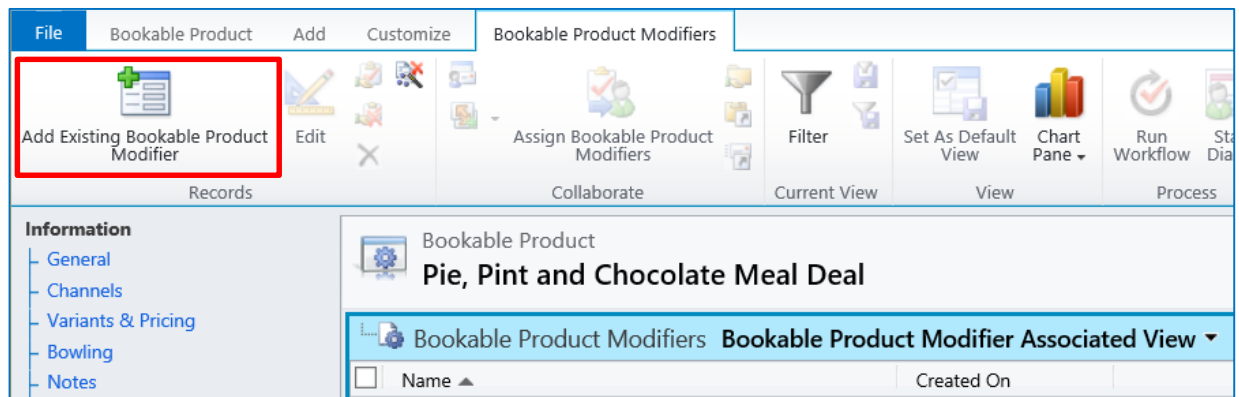 File Bookable Product Add Customize Bookable Product Modifiers
Add Existing Bookable Product
Modifier
Edit
Assign Bookable Product
Modifiers
Filter
Set As Default
View
Chart
Pane
Run
Workflow
Sta
Dia
Records Collaborate Current View View Process
Information
General
Channels
Variants & Pricing
Bowling
Notes
Bookable Product
Pie, Pint and Chocolate Meal Deal
Bookable Product Modifiers Bookable Product Modifier Associated View
Name Created On